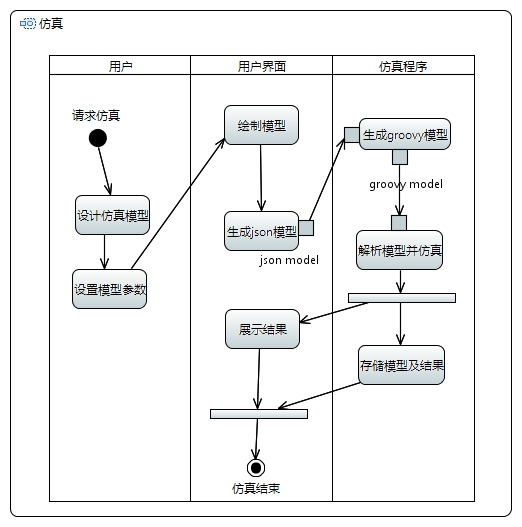 仿真
用户
用户界面
仿真程序
请求仿真
绘制模型
生成groovy模型
groovy model
设计仿真模型
生成json模型
json model
解析模型并仿真
设置模型参数
展示结果
存储模型及结果
仿真结束